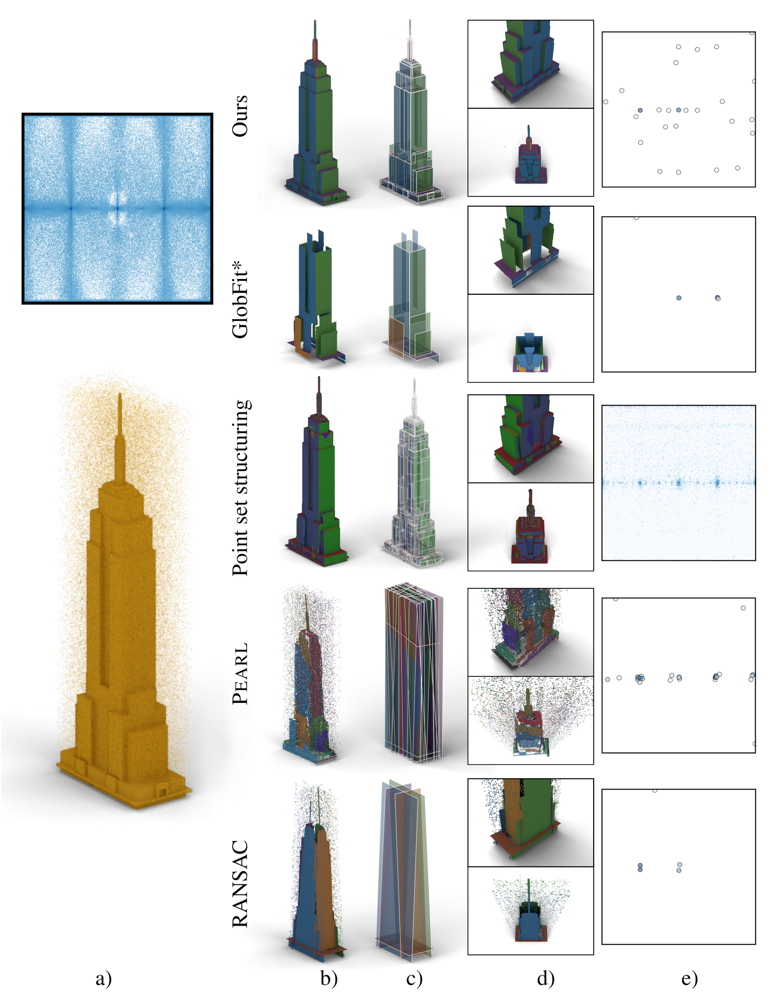 Ours
GlobFit*
Point set structuring
PEARL
RANSAC
a)
b)
c)
d)
e)